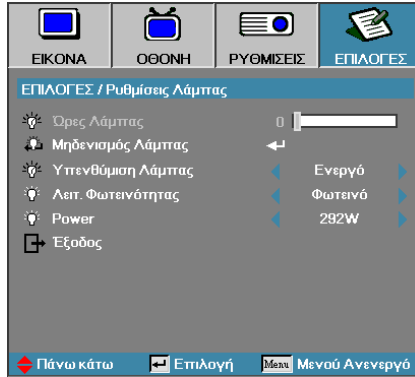 ΕΙΚΟΝΑ ΟΘΟΝΗ ΡΥΘΜΙΣΕΙΣ ΕΠΙΛΟΓΕΣ
ΕΠΙΛΟΓΕΣ / Ρυθμίσεις Λάμπας
Ώρες Λάμπας 0
Μηδενισμός Λάμπας
Υπενθύμιση Λάμπας Ενεργό
Λειτ. Φωτεινότητας Φωτεινό
Power 292W
Έξοδος
Πάνω κάτω Επιλογή Menu Μενού Ανενεργό